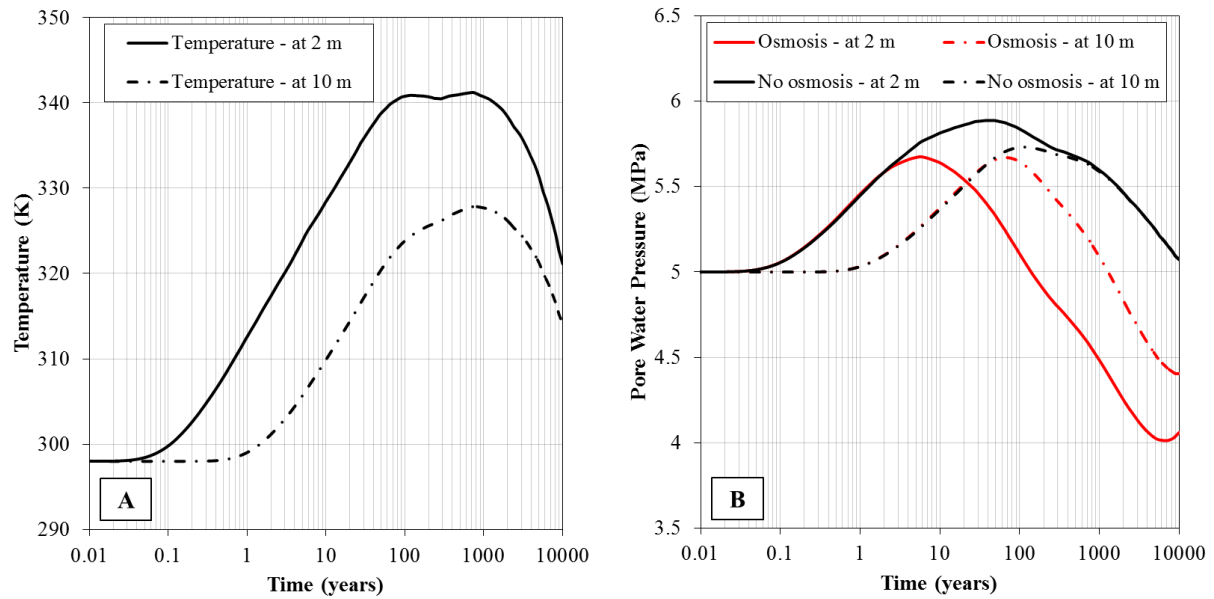 350
340
330
320
310
300
290
Temperature (K)
Temperature - at 2 m
Temperature - at 10 m
A
0.01 0.1 1 10 100 1000 10000
Time (years)
6.5
6
5.5
5
4.5
4
3.5
Pore Water Pressure (MPa)
Osmosis - at 2 m Osmosis - at 10 m
No osmosis - at 2 m No osmosis - at 10 m
B
0.01 0.1 1 10 100 1000 10000
Time (years)